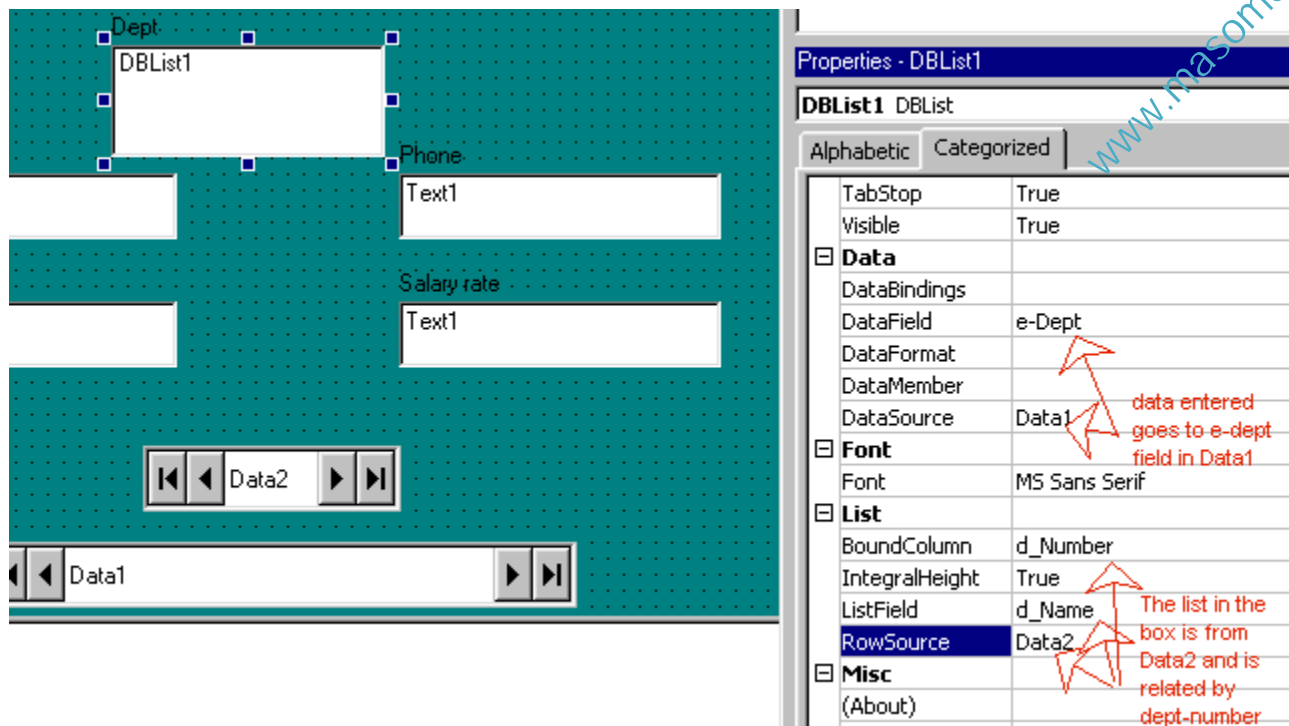 Dept
DBList1
Phone
Text1
Salary rate
Text1
Data2
Data1
Properties - DBList1
DBList1 DBList
Alphabetic Categorized
TabStop True
Visible True
Data
DataBindings
DataField e-Dept
DataFormat
DataMember
DataSource Data1
Font
Font MS Sans Serif
List
BoundColumn d_Number
IntegralHeight True
ListField d_Name
RowSource Data2
Misc
(About)
data entered
goes to e-dept
field in Data1
The list in the
box is from
Data2 and is
related by
dept-number